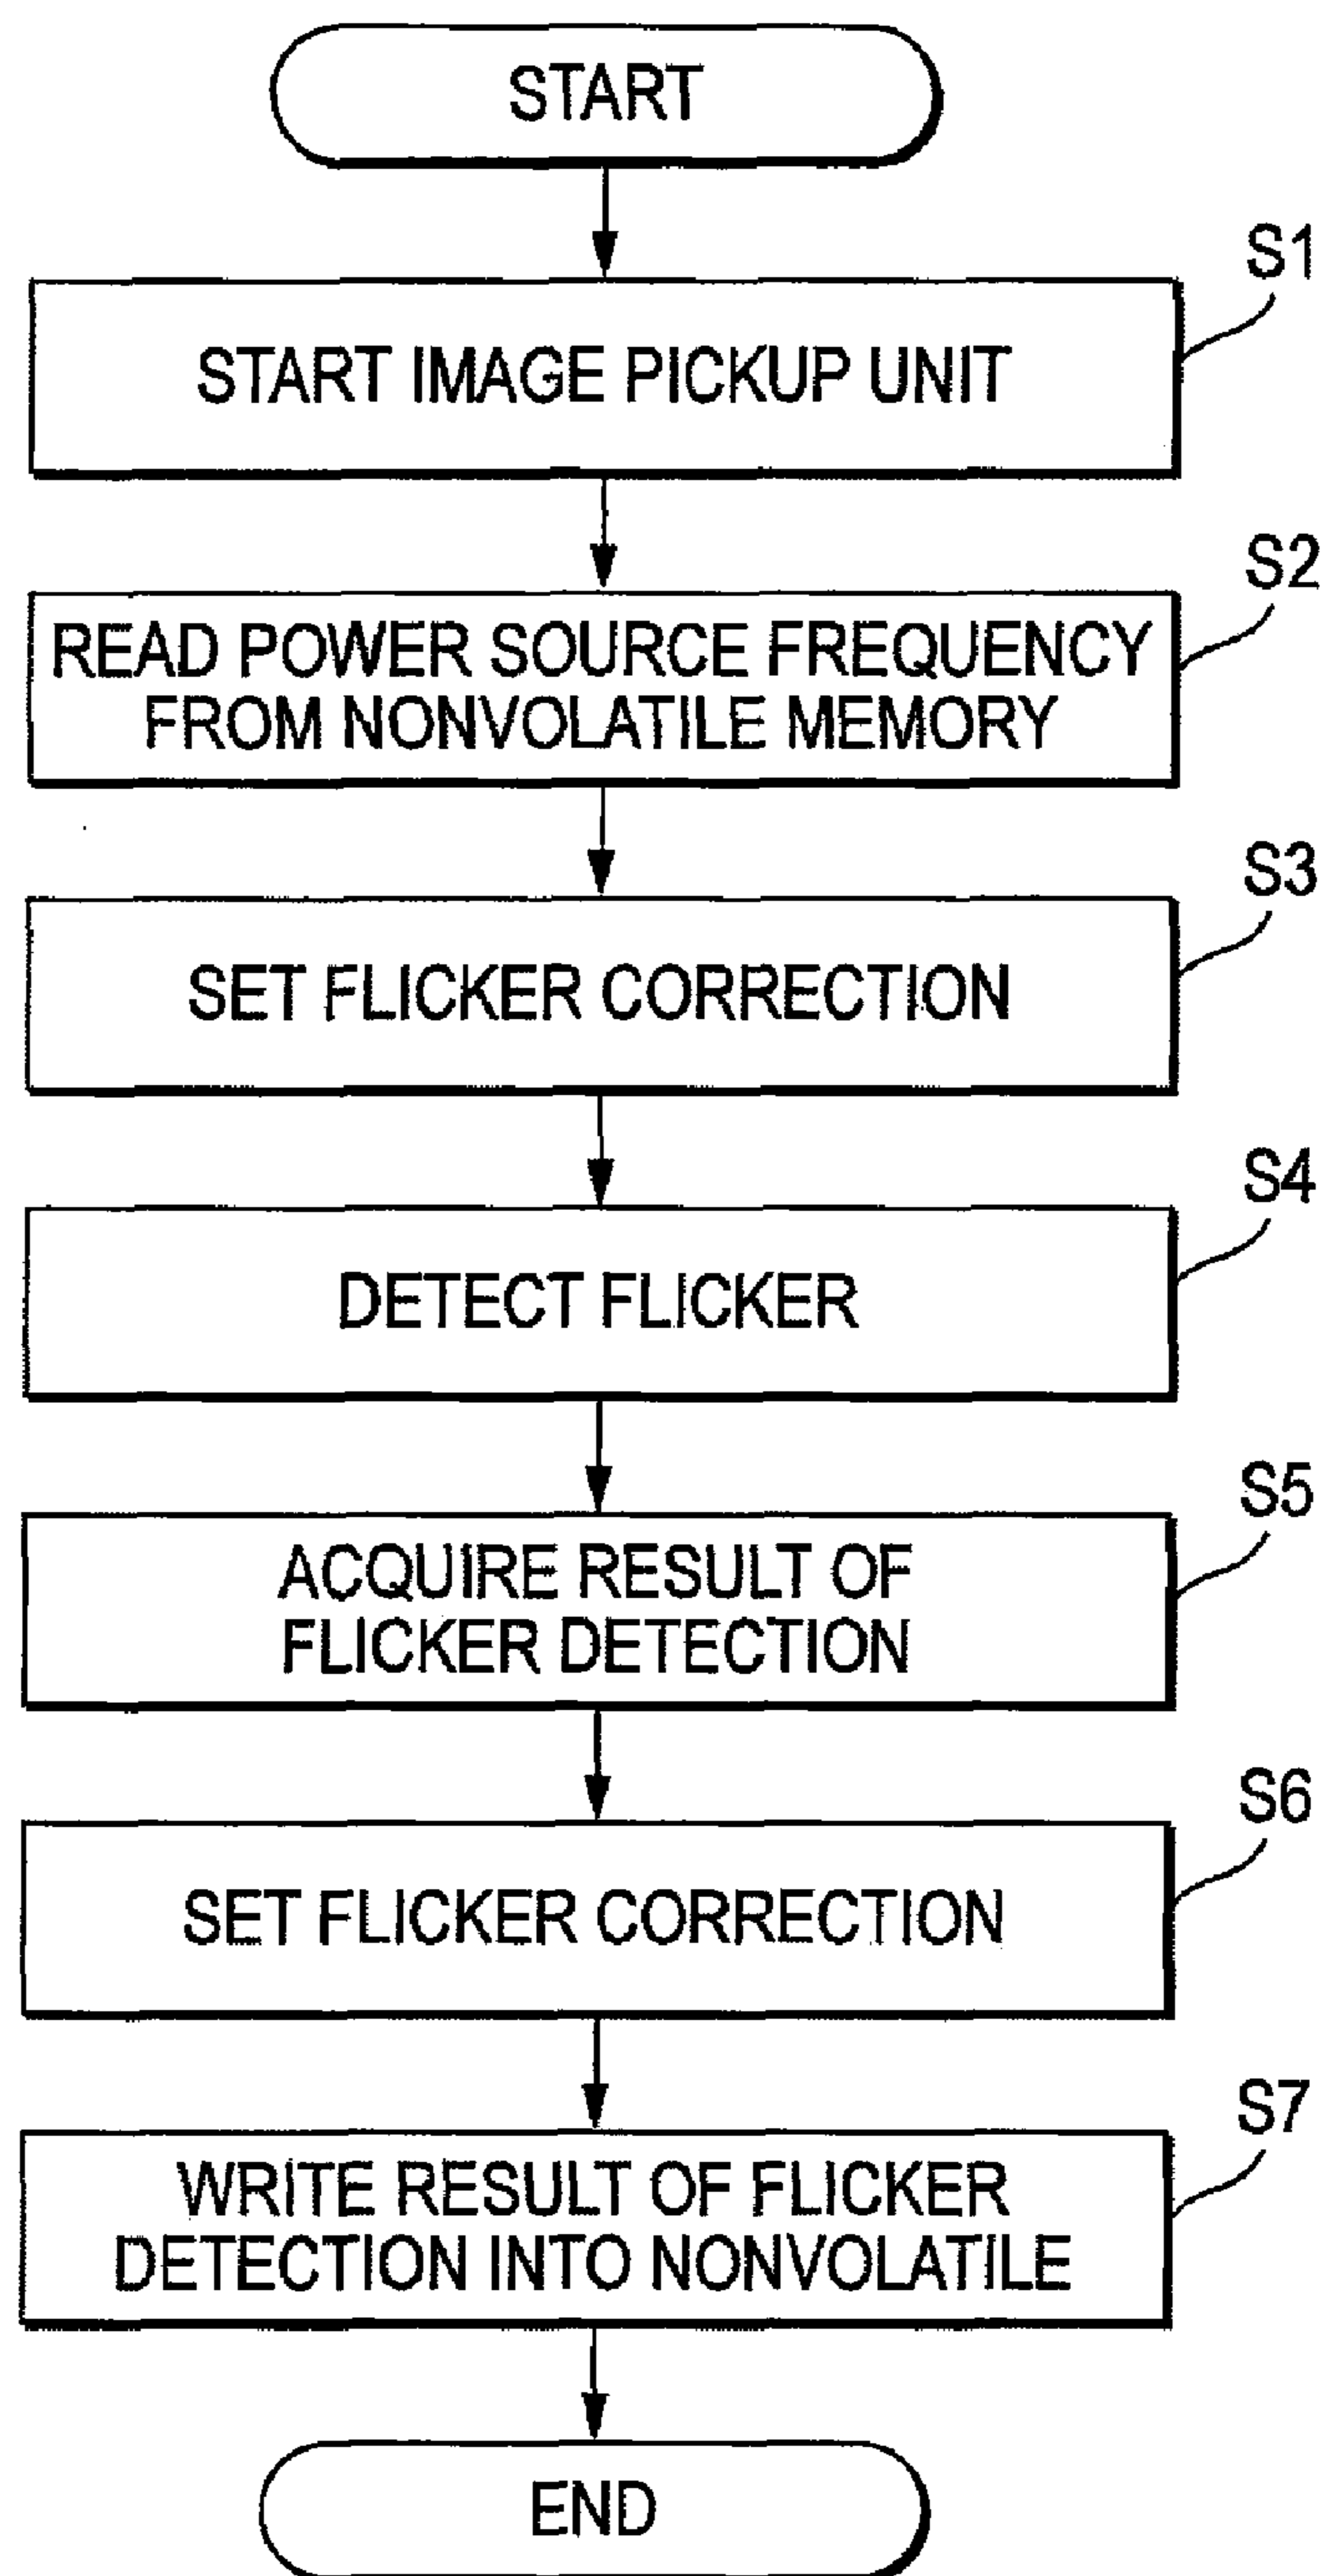 START
S1
START IMAGE PICKUP UNIT
S2
READ POWER SOURCE FREQUENCY
FROM NONVOLATILE MEMORY
S3
SET FLICKER CORRECTION
S4
DETECT FLICKER
S5
ACQUIRE RESULT OF
FLICKER DETECTION
S6
SET FLICKER CORRECTION
S7
WRITE RESULT OF FLICKER
DETECTION INTO NONVOLATILE
END